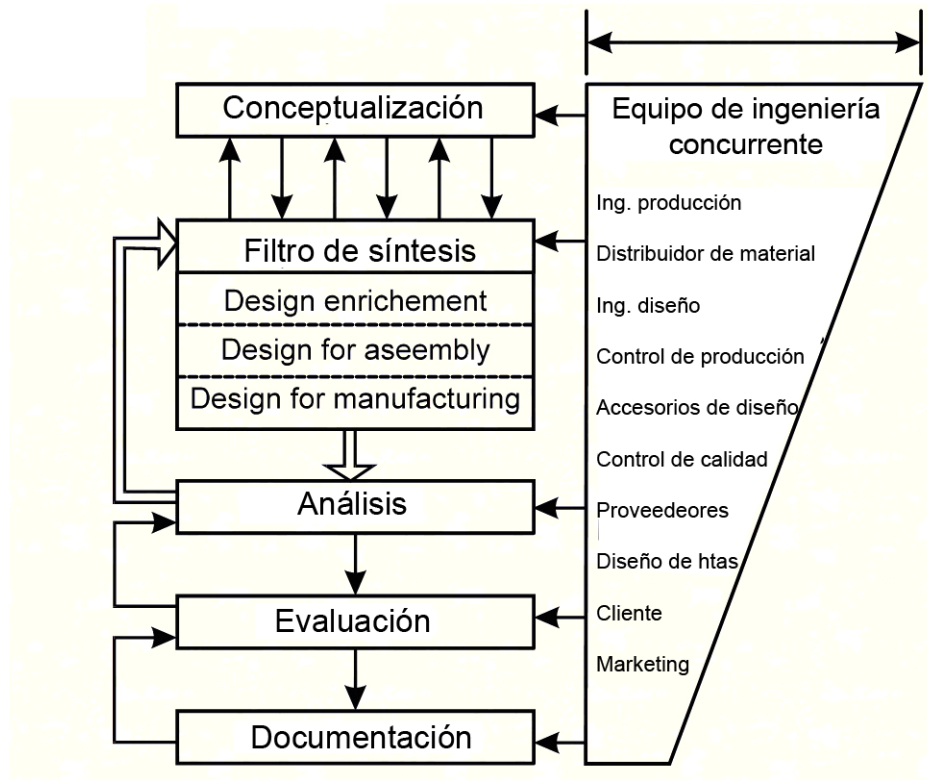 Conceptualización
Filtro de síntesis
Design enrichement
Design for aseembly
Design for manufacturing
Análisis
Evaluación
Documentación
Equipo de ingeniería
concurrente
Ing. producción
Distribuidor de material
Ing. diseño
Control de producción
Accesorios de diseño
Control de calidad
Proveedeores
Diseño de htas
Cliente
Marketing